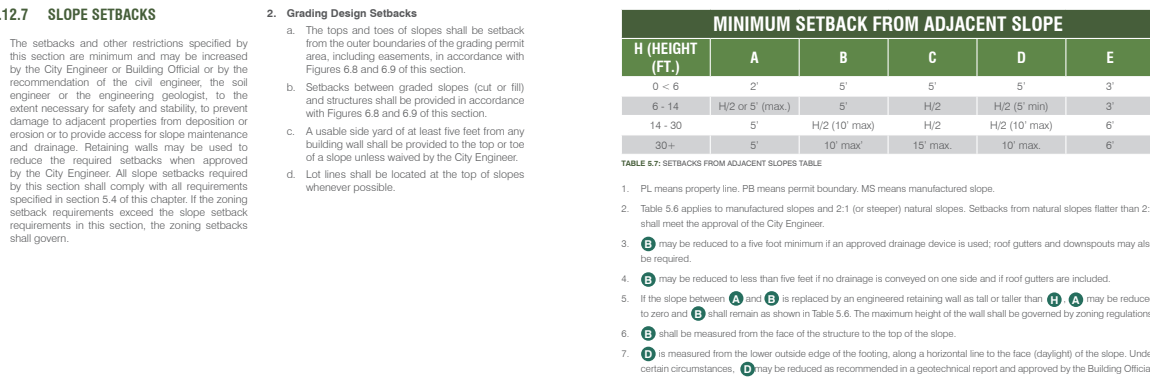 .12.7 SLOPE SETBACKS
The setbacks and other restrictions specified by
this section are minimum and may be increased
by the City Engineer or Building Official or by the
recommendation of the civil engineer, the soil
engineer or the engineering geologist, to the
extent necessary for safety and stability, to prevent
damage to adjacent properties from deposition or
erosion or to provide access for slope maintenance
and drainage. Retaining walls may be used to
reduce the required setbacks when approved
by the City Engineer. All slope setbacks required
by this section shall comply with all requirements
specified in section 5.4 of this chapter. If the zoning
setback requirements exceed the slope setback
requirements in this section, the zoning setbacks
shall govern.
2. Grading Design Setbacks
a. The tops and toes of slopes shall be setback
from the outer boundaries of the grading permit
area, including easements, in accordance with
Figures 6.8 and 6.9 of this section.
b. Setbacks between graded slopes (cut or fill)
and structures shall be provided in accordance
with Figures 6.8 and 6.9 of this section.
c. A usable side yard of at least five feet from any
building wall shall be provided to the top or toe
of a slope unless waived by the City Engineer.
d. Lot lines shall be located at the top of slopes
whenever possible.
MINIMUM SETBACK FROM ADJACENT SLOPE
H (HEIGHT (FT.) A B C D E
0 < 6 2' 5' 5' 5' 3'
6 - 14 H/2 or 5' (max.) 5' H/2 H/2 (5' min) 3'
14 - 30 5' H/2 (10' max) H/2 H/2 (10' max) 6'
30+ 5' 10' max' 15' max. 10' max. 6'
TABLE 5.7: SETBACKS FROM ADJACENT SLOPES TABLE
1. PL means property line. PB means permit boundary. MS means manufactured slope.
2. Table 5.6 applies to manufactured slopes and 2:1 (or steeper) natural slopes. Setbacks from natural slopes flatter than 2:
shall meet the approval of the City Engineer.
3. B may be reduced to a five foot minimum if an approved drainage device is used; roof gutters and downspouts may als
be required.
4. B may be reduced to less than five feet if no drainage is conveyed on one side and if roof gutters are included.
5. If the slope between A and B is replaced by an engineered retaining wall as tall or taller than H , A may be reduce
to zero and B shall remain as shown in Table 5.6. The maximum height of the wall shall be governed by zoning regulations
6. B shall be measured from the face of the structure to the top of the slope.
7. D is measured from the lower outside edge of the footing, along a horizontal line to the face (daylight) of the slope. Unde
certain circumstances, D may be reduced as recommended in a geotechnical report and approved by the Building Officia